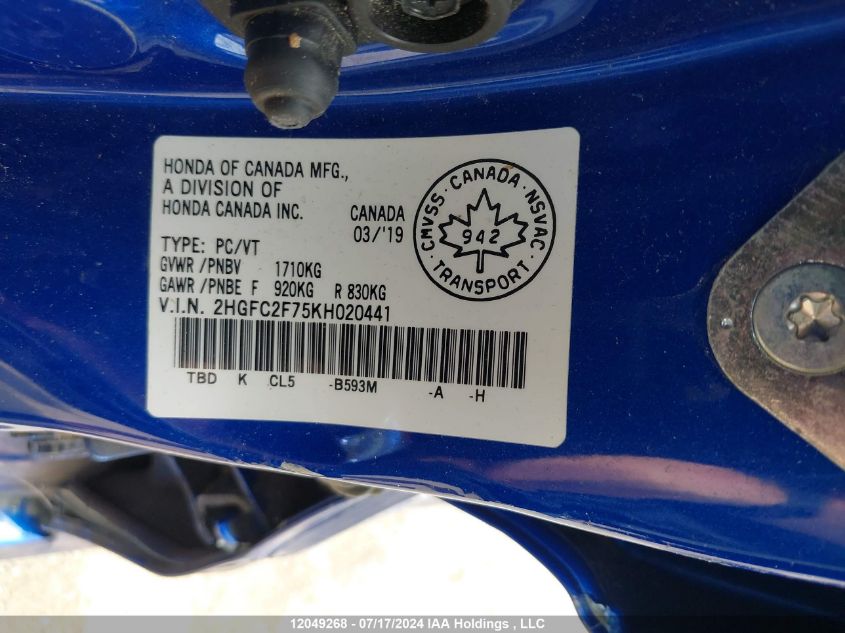 HONDA OF CANADA MFG.,
A DIVISION OF
HONDA CANADA INC.
CANADA
03/'19
TYPE: PC/VT
GVWR /PNBV 1710KG
GAWR /PNBE F 920KG R 830KG
V.I.N. 2HGFC2F75KH020441
TBD K CL5 -B593M -A -H
CMVSS · CANADA · NSVAC
942
· TRANSPORT ·
12049268 - 07/17/2024 IAA Holdings , LLC